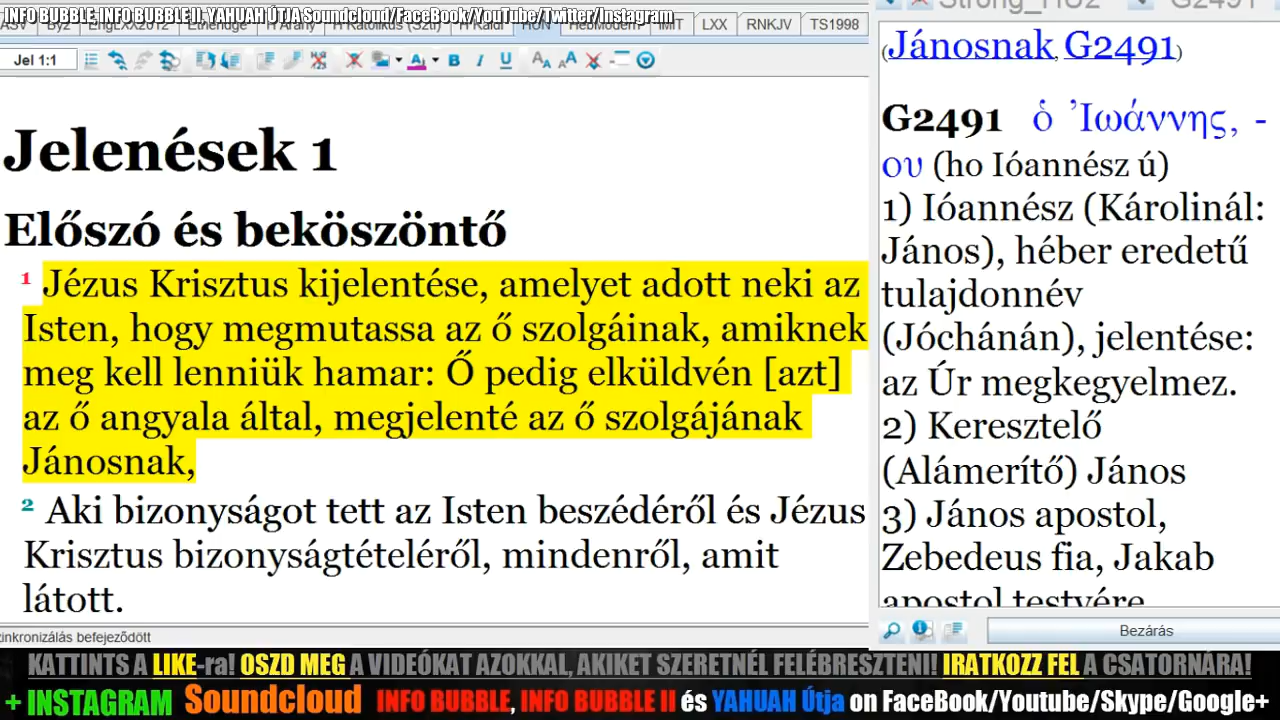 INFO BUBBLE, INFO BUBBLE II, YAHUAH ÚTJA Soundcloud/FaceBook/YouTube/Twitter/Instagram
Strong_HU2 G2491
ASV Byz EngLXX2012 Etheridge H Arany H Katolikus (SztI) H Káldi HUN HebModern IMIT LXX RNKJV TS1998
Jel 1:1
Jelenések 1
Előszó és beköszöntő
1 Jézus Krisztus kijelentése, amelyet adott neki az
Isten, hogy megmutassa az ő szolgáinak, amiknek
meg kell lenniük hamar: Ő pedig elküldvén [azt]
az ő angyala által, megjelenté az ő szolgájának
Jánosnak,
2 Aki bizonyságot tett az Isten beszédéről és Jézus
Krisztus bizonyságtételéről, mindenről, amit
látott.
(Jánosnak, G2491)
G2491 ὁ Ἰωάννης, -
ου (ho Ióannész ú)
1) Ióannész (Károlinál:
János), héber eredetű
tulajdonnév
(Jóchánán), jelentése:
az Úr megkegyelmez.
2) Keresztelő
(Alámerítő) János
3) János apostol,
Zebedeus fia, Jakab
apostol testvére
Bezárás
zinkronizálás befejeződött
KATTINTS A LIKE-ra! OSZD MEG A VIDEÓKAT AZOKKAL, AKIKET SZERETNÉL FELÉBRESZTENI! IRATKOZZ FEL A CSATORNÁRA!
+ INSTAGRAM Soundcloud INFO BUBBLE, INFO BUBBLE II és YAHUAH Útja on FaceBook/Youtube/Skype/Google+